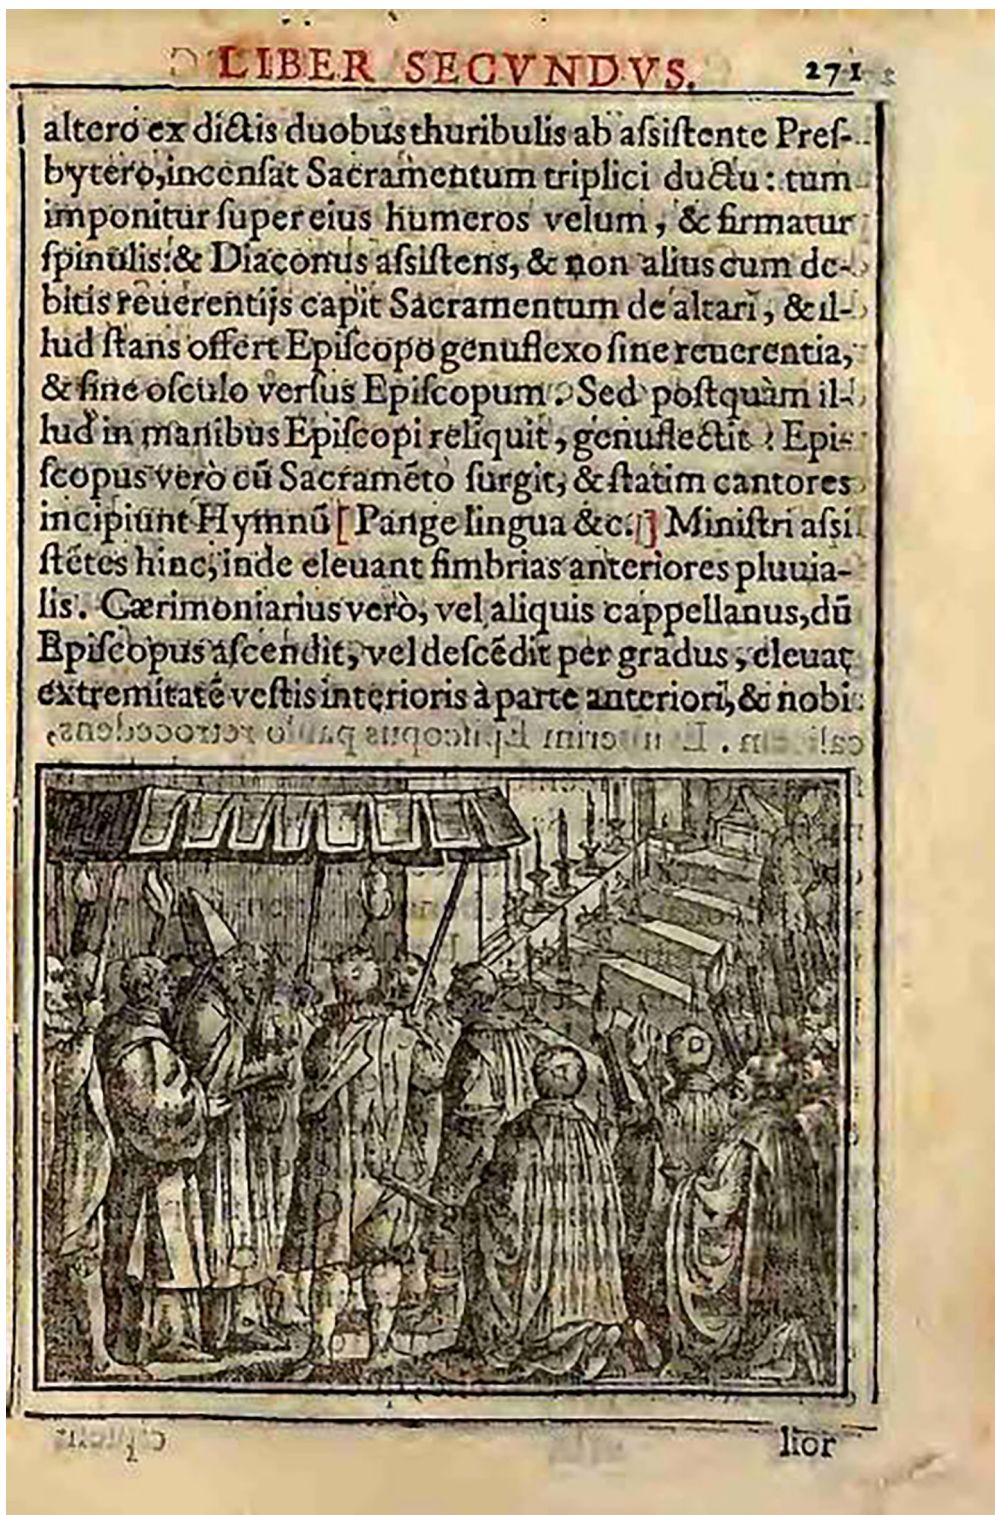 LIBER SECVNDVS. 271
altero ex dictis duobus thuribulis ab aſsiſtente Preſ-
bytero, incenſat Sacramentum triplici ductu: tum
imponitur ſuper eius humeros velum, & firmatur
ſpinulis: & Diaconus aſsiſtens, & non alius cum de-
bitis reuerentijs capit Sacramentum de altari, & il-
lud ſtans offert Epiſcopo genuflexo ſine reuerentia,
& ſine oſculo verſus Epiſcopum. Sed poſtquàm il-
lud in manibus Epiſcopi reliquit, genuflectit: Epi-
ſcopus verò cũ Sacramẽto ſurgit, & ſtatim cantores
incipiunt Hymnũ [Pange lingua &c.] Miniſtri aſsi
ſtẽtes hinc, inde eleuant fimbrias anteriores pluuia-
lis. Cærimoniarius verò, vel aliquis cappellanus, dũ
Epiſcopus aſcendit, vel deſcẽdit per gradus, eleuat
extremitatẽ veſtis interioris à parte anteriori, & nobi
lior